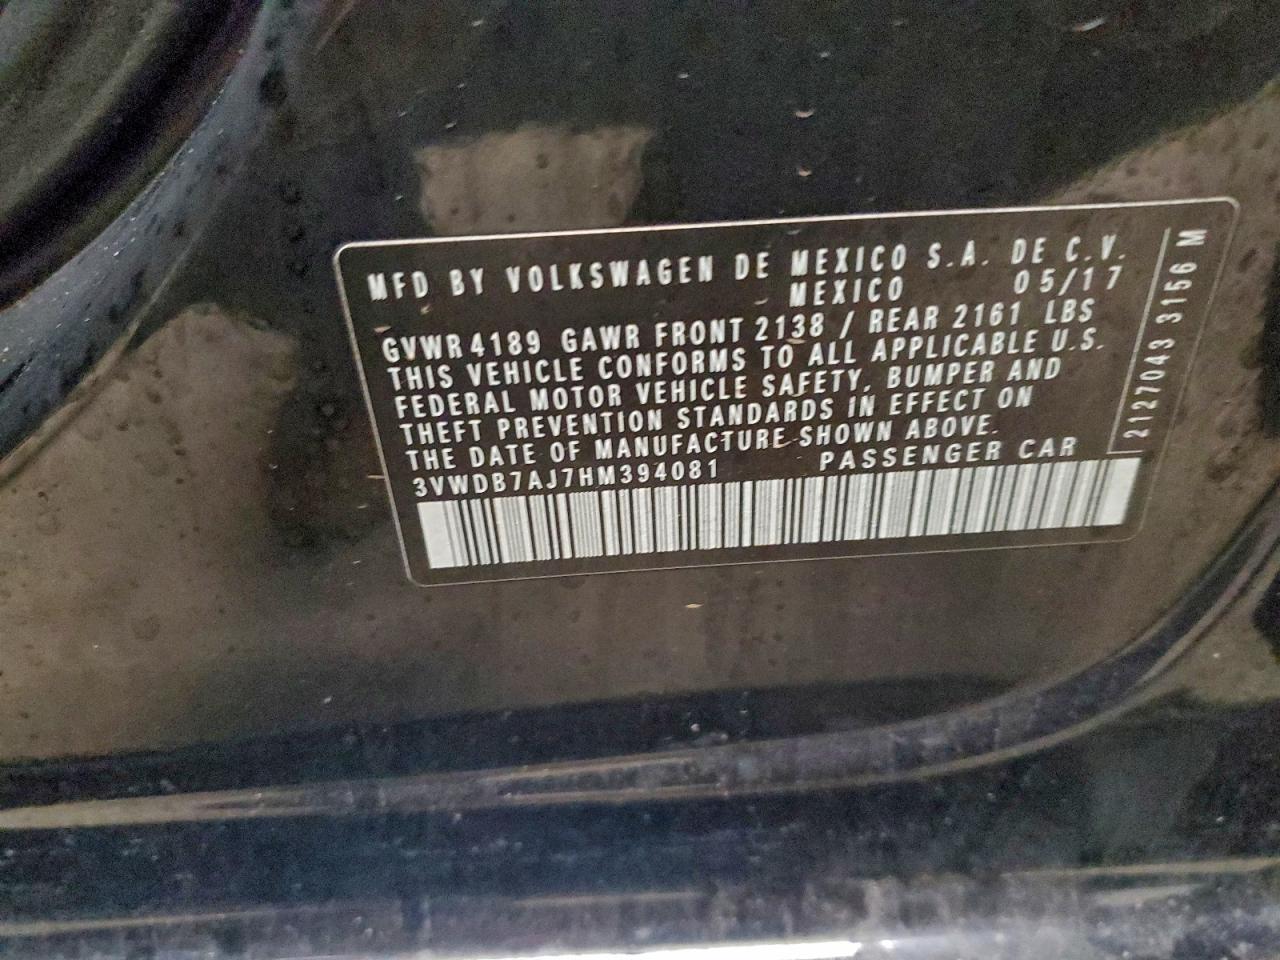 MFD BY VOLKSWAGEN DE MEXICO S.A. DE C.V.
MEXICO 05/17
GVWR 4189 GAWR FRONT 2138 / REAR 2161 LBS
THIS VEHICLE CONFORMS TO ALL APPLICABLE U.S.
FEDERAL MOTOR VEHICLE SAFETY, BUMPER AND
THEFT PREVENTION STANDARDS IN EFFECT ON
THE DATE OF MANUFACTURE SHOWN ABOVE.
3VWDB7AJ7HM394081 PASSENGER CAR
2127043 3156 M